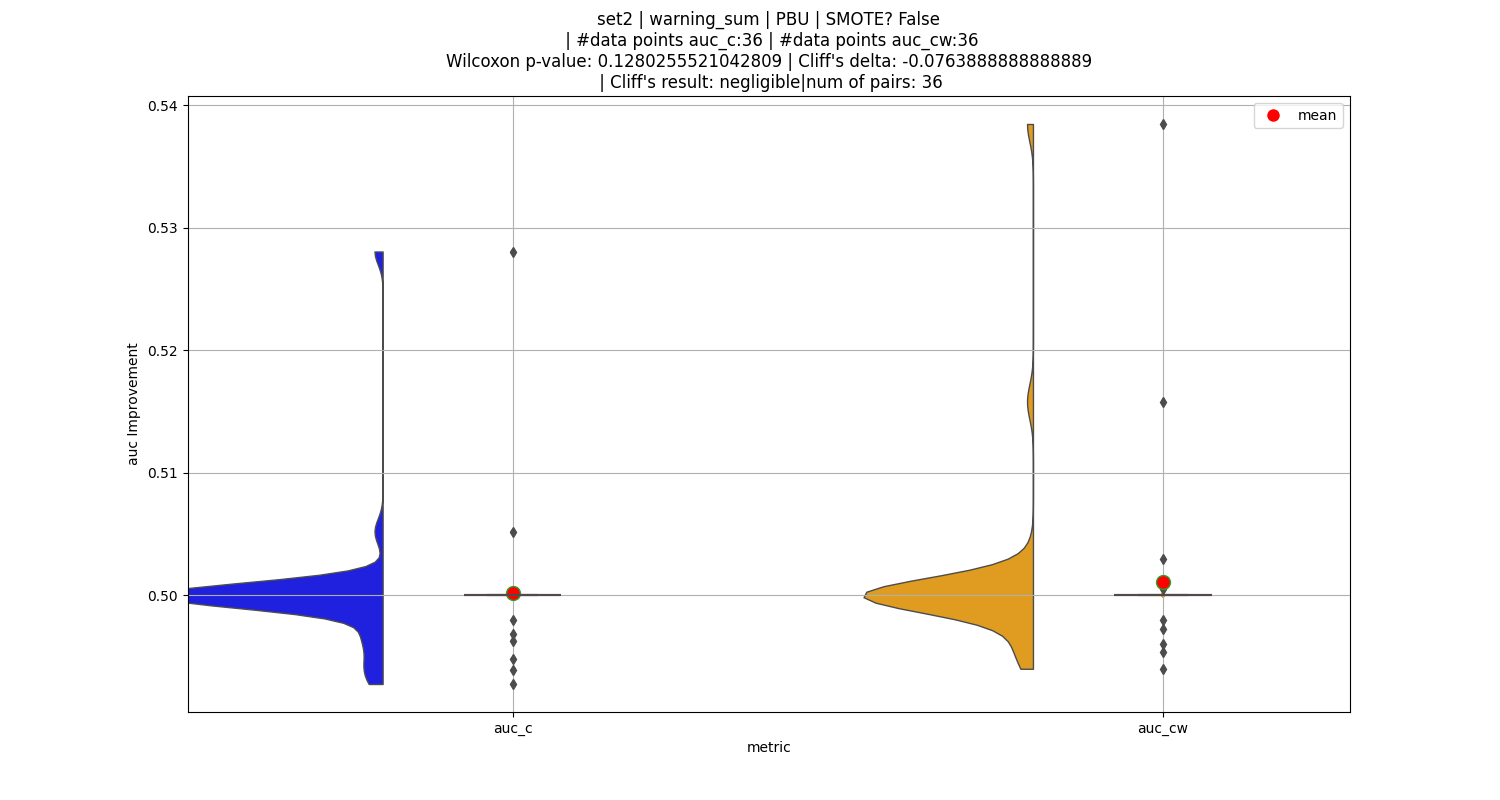 set2 | warning_sum | PBU | SMOTE? False
| #data points auc_c:36 | #data points auc_cw:36
Wilcoxon p-value: 0.1280255521042809 | Cliff's delta: -0.0763888888888889
| Cliff's result: negligible|num of pairs: 36
mean
0.54
0.53
0.52
0.51
0.50
auc Improvement
auc_c
auc_cw
metric